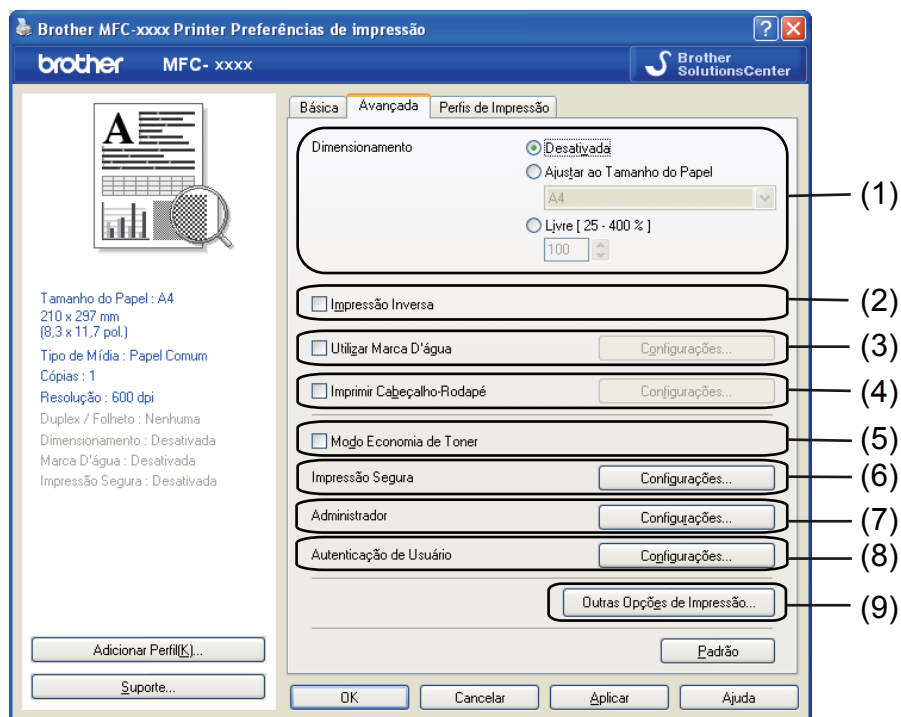 Brother MFC-xxxx Printer Preferências de impressão
brother MFC- xxxx
Brother
SolutionsCenter
Básica Avançada Perfis de Impressão
A
Dimensionamento
Desativada
Ajustar ao Tamanho do Papel
A4
Livre [ 25 - 400 % ]
100
(1)
Impressão Inversa
(2)
Utilizar Marca D'água Configurações...
(3)
Imprimir Cabeçalho-Rodapé Configurações...
(4)
Modo Economia de Toner
(5)
Impressão Segura Configurações...
(6)
Administrador Configurações...
(7)
Autenticação de Usuário Configurações...
(8)
Outras Opções de Impressão...
(9)
Padrão
Tamanho do Papel : A4
210 x 297 mm
(8,3 x 11,7 pol.)
Tipo de Mídia : Papel Comum
Cópias : 1
Resolução : 600 dpi
Duplex / Folheto : Nenhuma
Dimensionamento : Desativada
Marca D'água : Desativada
Impressão Segura : Desativada
Adicionar Perfil(K)...
Suporte...
OK Cancelar Aplicar Ajuda